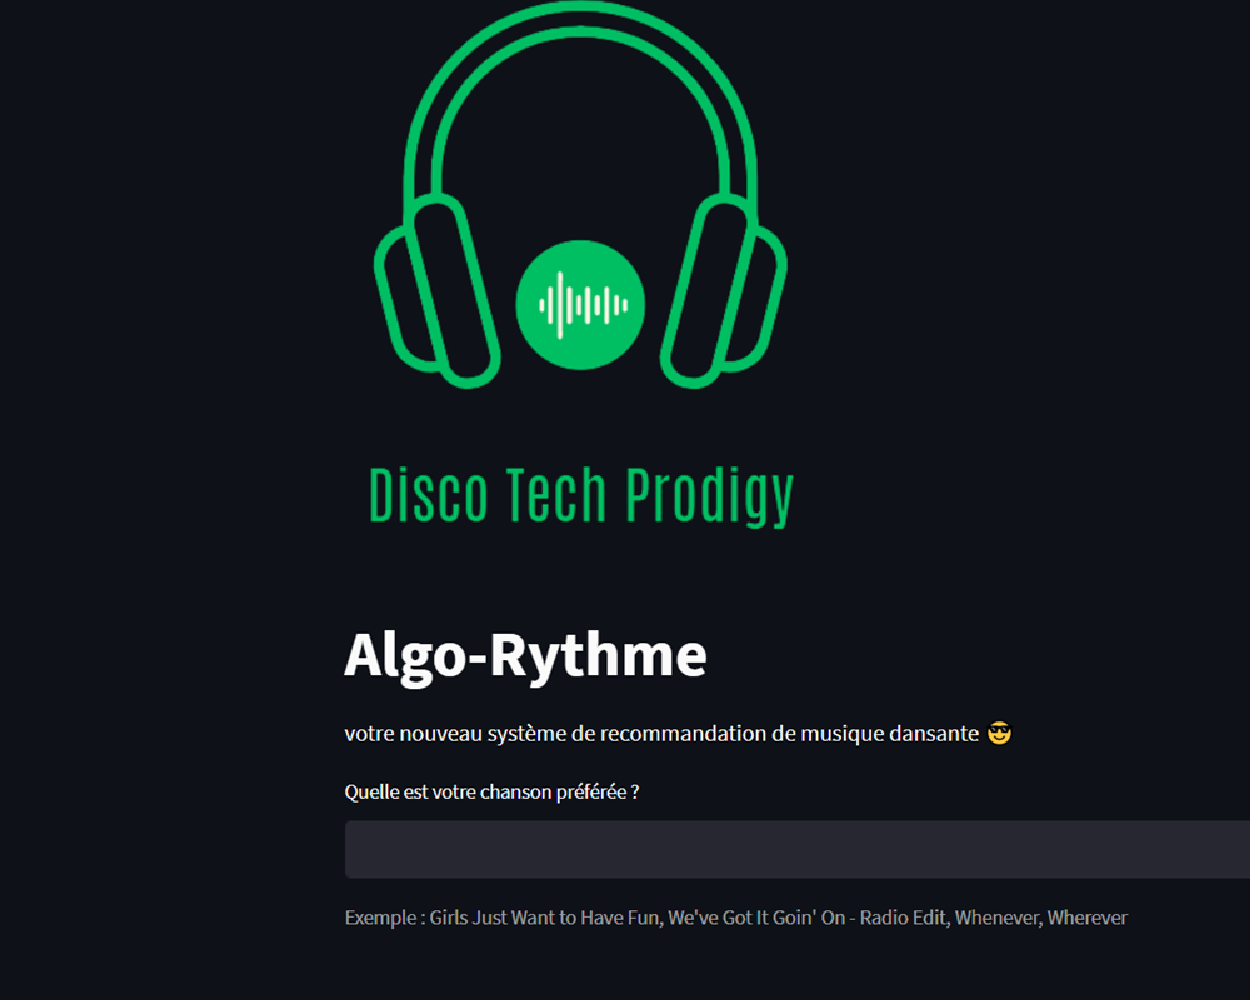 Disco Tech Prodigy
Algo-Rythme
votre nouveau système de recommandation de musique dansante 😎
Quelle est votre chanson préférée ?
Exemple : Girls Just Want to Have Fun, We've Got It Goin' On - Radio Edit, Whenever, Wherever